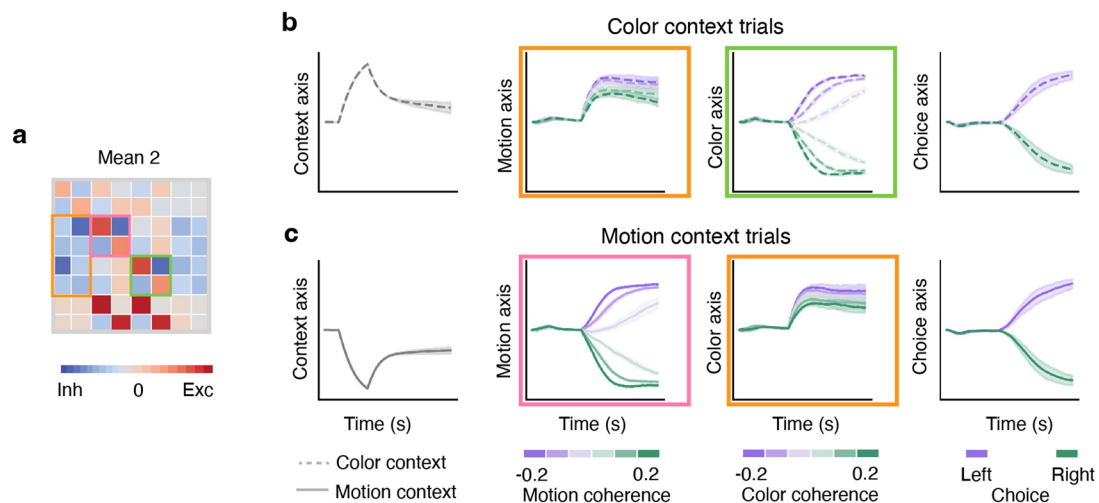 a
Mean 2
Inh 0 Exc
b
Color context trials
Context axis
Motion axis
Color axis
Choice axis
c
Motion context trials
Context axis
Motion axis
Color axis
Choice axis
Time (s) Time (s) Time (s) Time (s)
Color context
Motion context
-0.2 0.2
Motion coherence
-0.2 0.2
Color coherence
Left Right
Choice